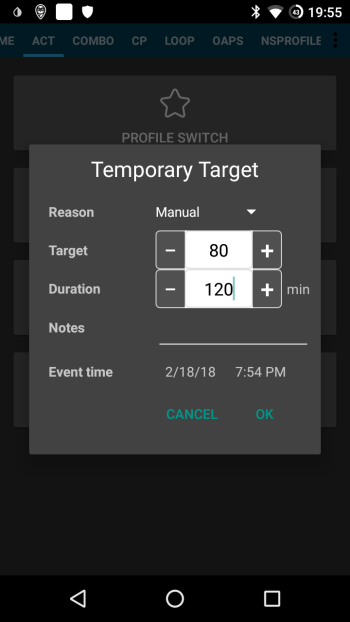 43 19:55
ME ACT COMBO CP LOOP OAPS NSPROFILE
PROFILE SWITCH
Temporary Target
Reason Manual
Target − 80 +
Duration − 120 + min
Notes
Event time 2/18/18 7:54 PM
CANCEL OK